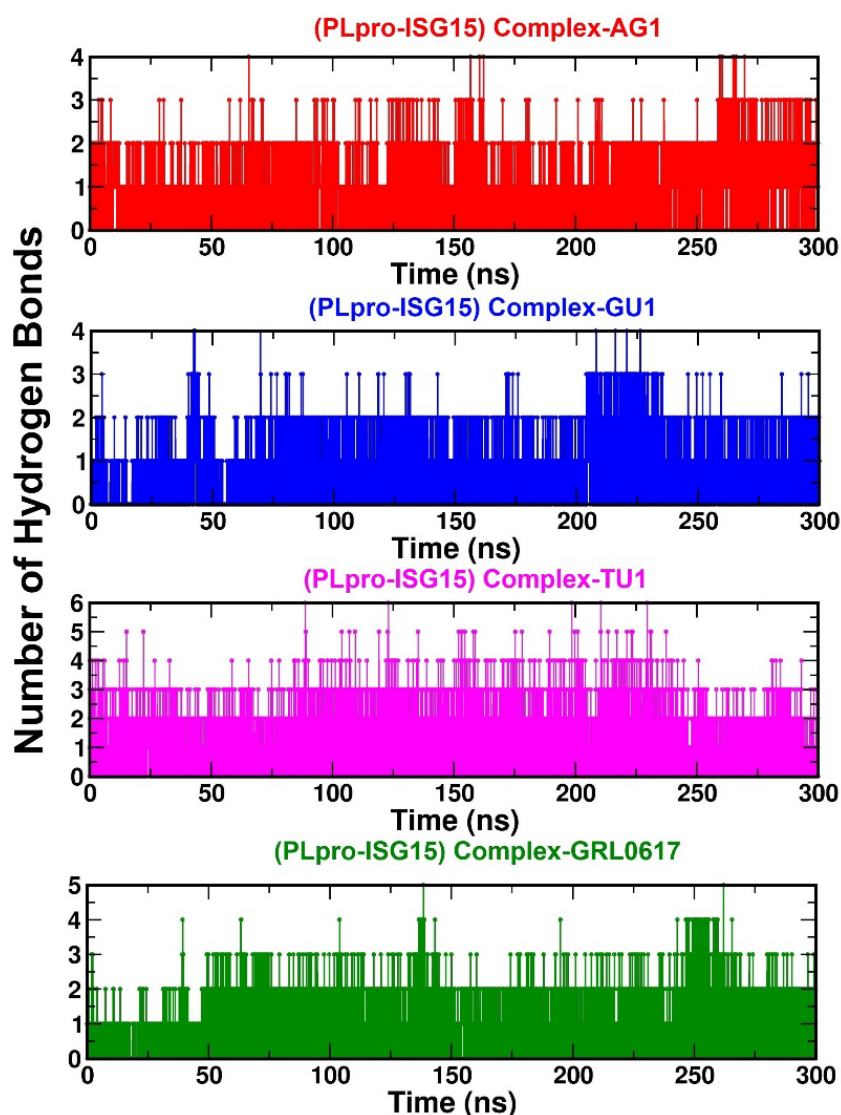 Number of Hydrogen Bonds
(PLpro-ISG15) Complex-AG1
4
3
2
1
0
0 50 100 150 200 250 300
Time (ns)
(PLpro-ISG15) Complex-GU1
4
3
2
1
0
0 50 100 150 200 250 300
Time (ns)
(PLpro-ISG15) Complex-TU1
6
5
4
3
2
1
0
0 50 100 150 200 250 300
Time (ns)
(PLpro-ISG15) Complex-GRL0617
5
4
3
2
1
0
0 50 100 150 200 250 300
Time (ns)